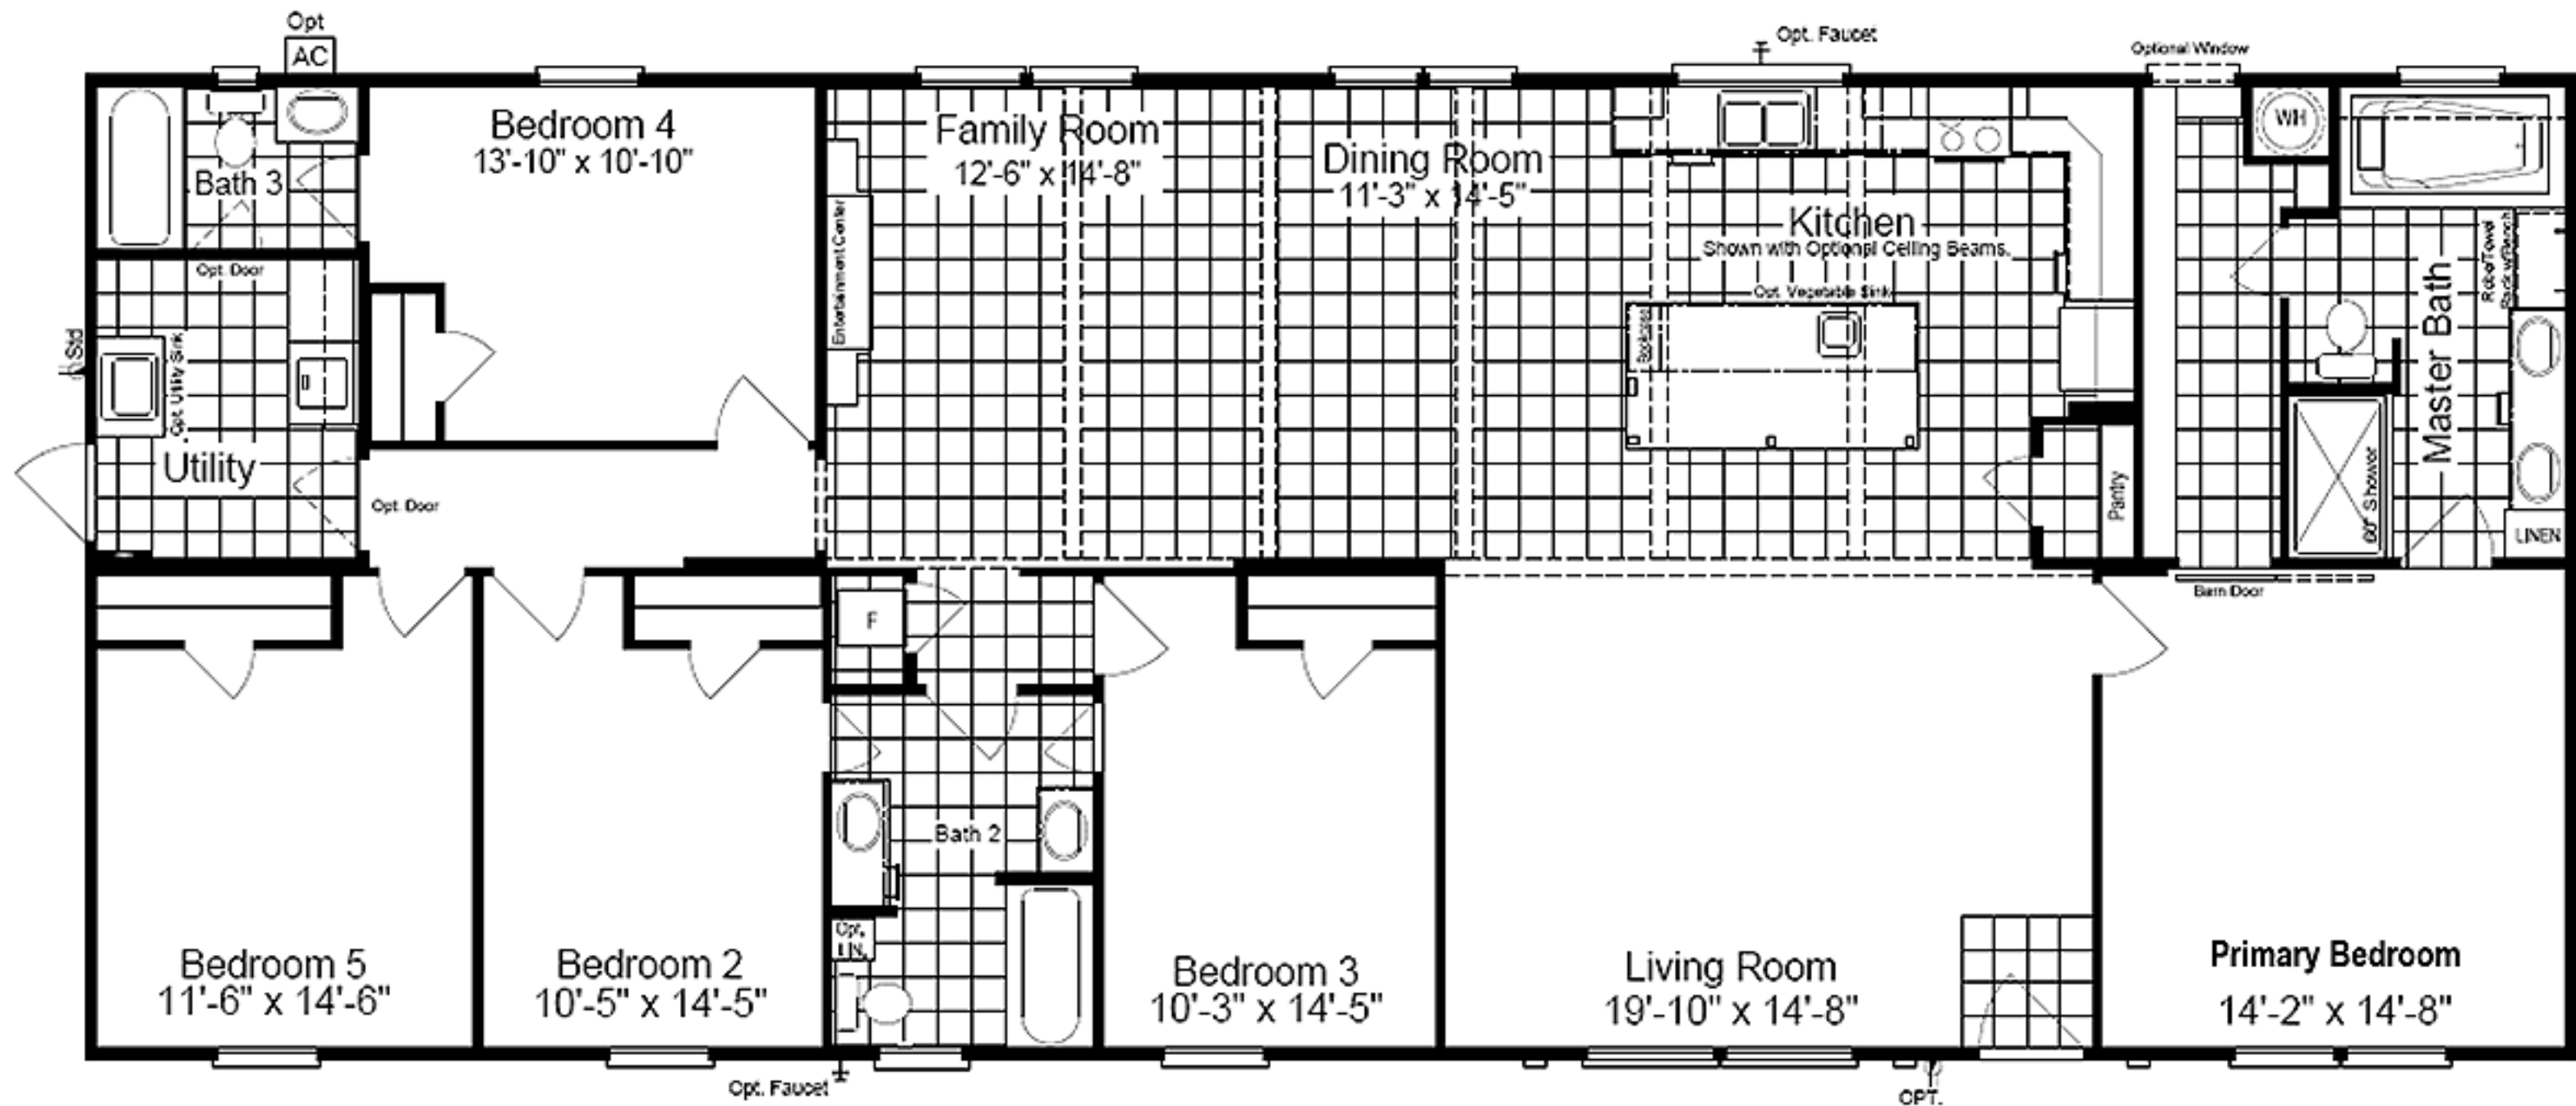 Opt
AC
Opt. Faucet
Optional Window
Bedroom 4
13'-10" x 10'-10"
Family Room
12'-6" x 14'-8"
Dining Room
11'-3" x 14'-5"
WH
Bath 3
Kitchen
Shown with Optional Ceiling Beams.
Opt. Door
Entertainment Center
Opt. Vegetable Sink
Bookcase
Robe/Towel
Rack w/Bench
Master Bath
Std
Opt. Utility Sink
Utility
Opt. Door
Pantry
60" Shower
LINEN
Barn Door
F
Bath 2
Opt.
LIN.
Bedroom 5
11'-6" x 14'-6"
Bedroom 2
10'-5" x 14'-5"
Bedroom 3
10'-3" x 14'-5"
Living Room
19'-10" x 14'-8"
Primary Bedroom
14'-2" x 14'-8"
Opt. Faucet
OPT.